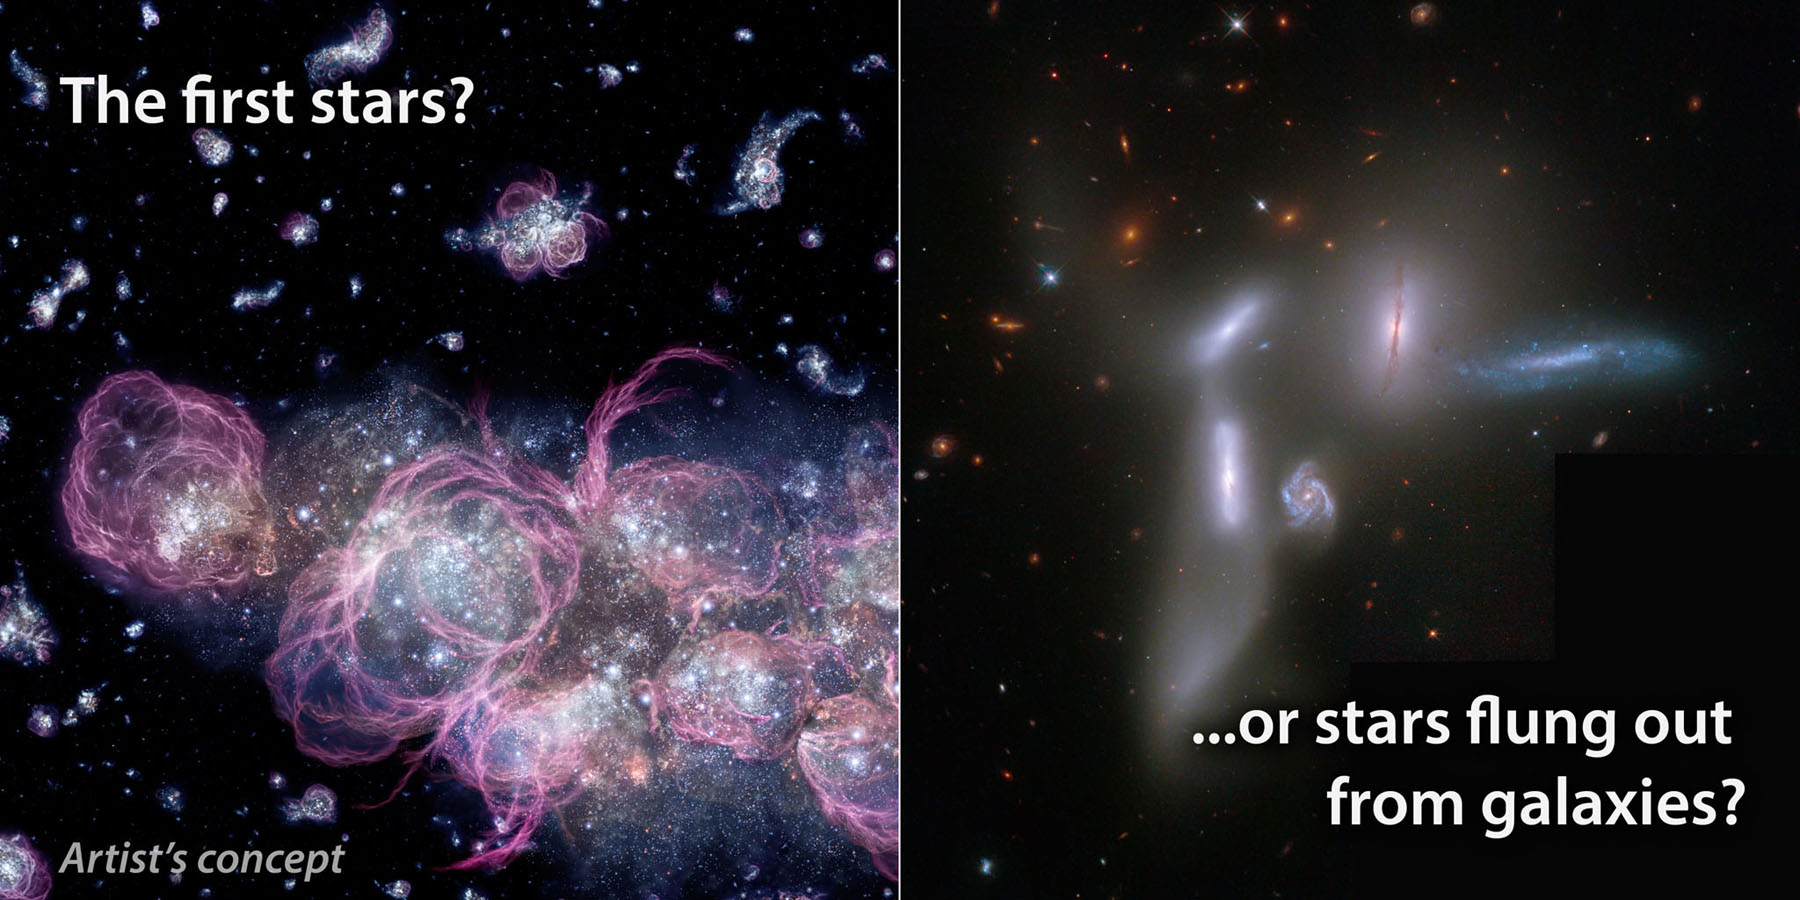 The first stars?
Artist's concept
...or stars flung out
from galaxies?